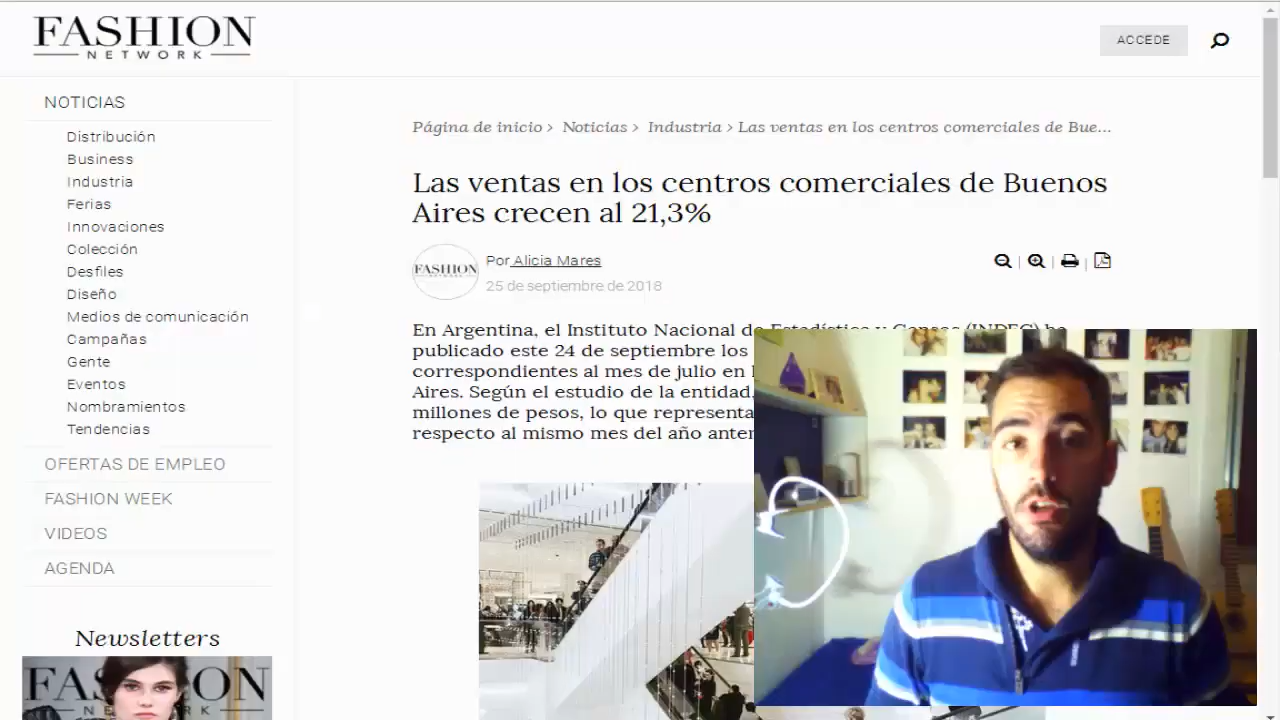 FASHION
NETWORK
ACCEDE
NOTICIAS
Distribución
Business
Industria
Ferias
Innovaciones
Colección
Desfiles
Diseño
Medios de comunicación
Campañas
Gente
Eventos
Nombramientos
Tendencias
OFERTAS DE EMPLEO
FASHION WEEK
VIDEOS
AGENDA
Newsletters
FAS ON
NETWORK
Página de inicio › Noticias › Industria › Las ventas en los centros comerciales de Bue...
Las ventas en los centros comerciales de Buenos
Aires crecen al 21,3%
FASHION
Por Alicia Mares
25 de septiembre de 2018
En Argentina, el Instituto Nacional de Estadística y Censos (INDEC) ha
publicado este 24 de septiembre los
correspondientes al mes de julio en
Aires. Según el estudio de la entidad,
millones de pesos, lo que representa
respecto al mismo mes del año